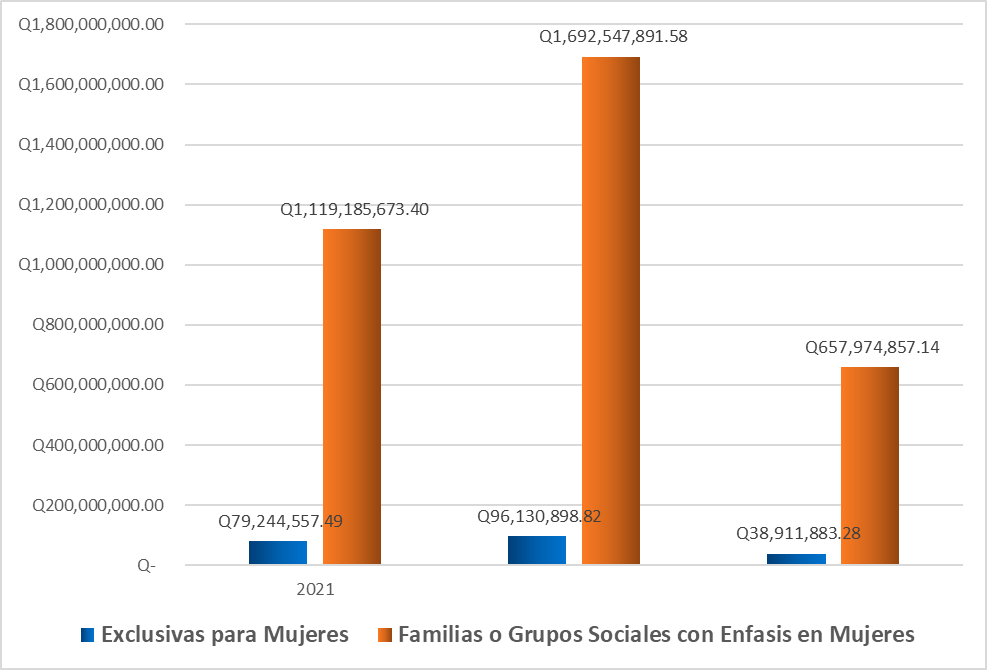 Q1,800,000,000.00
Q1,600,000,000.00
Q1,400,000,000.00
Q1,200,000,000.00
Q1,000,000,000.00
Q800,000,000.00
Q600,000,000.00
Q400,000,000.00
Q200,000,000.00
Q-
Q79,244,557.49
Q1,119,185,673.40
Q96,130,898.82
Q1,692,547,891.58
Q38,911,883.28
Q657,974,857.14
2021
Exclusivas para Mujeres
Familias o Grupos Sociales con Enfasis en Mujeres